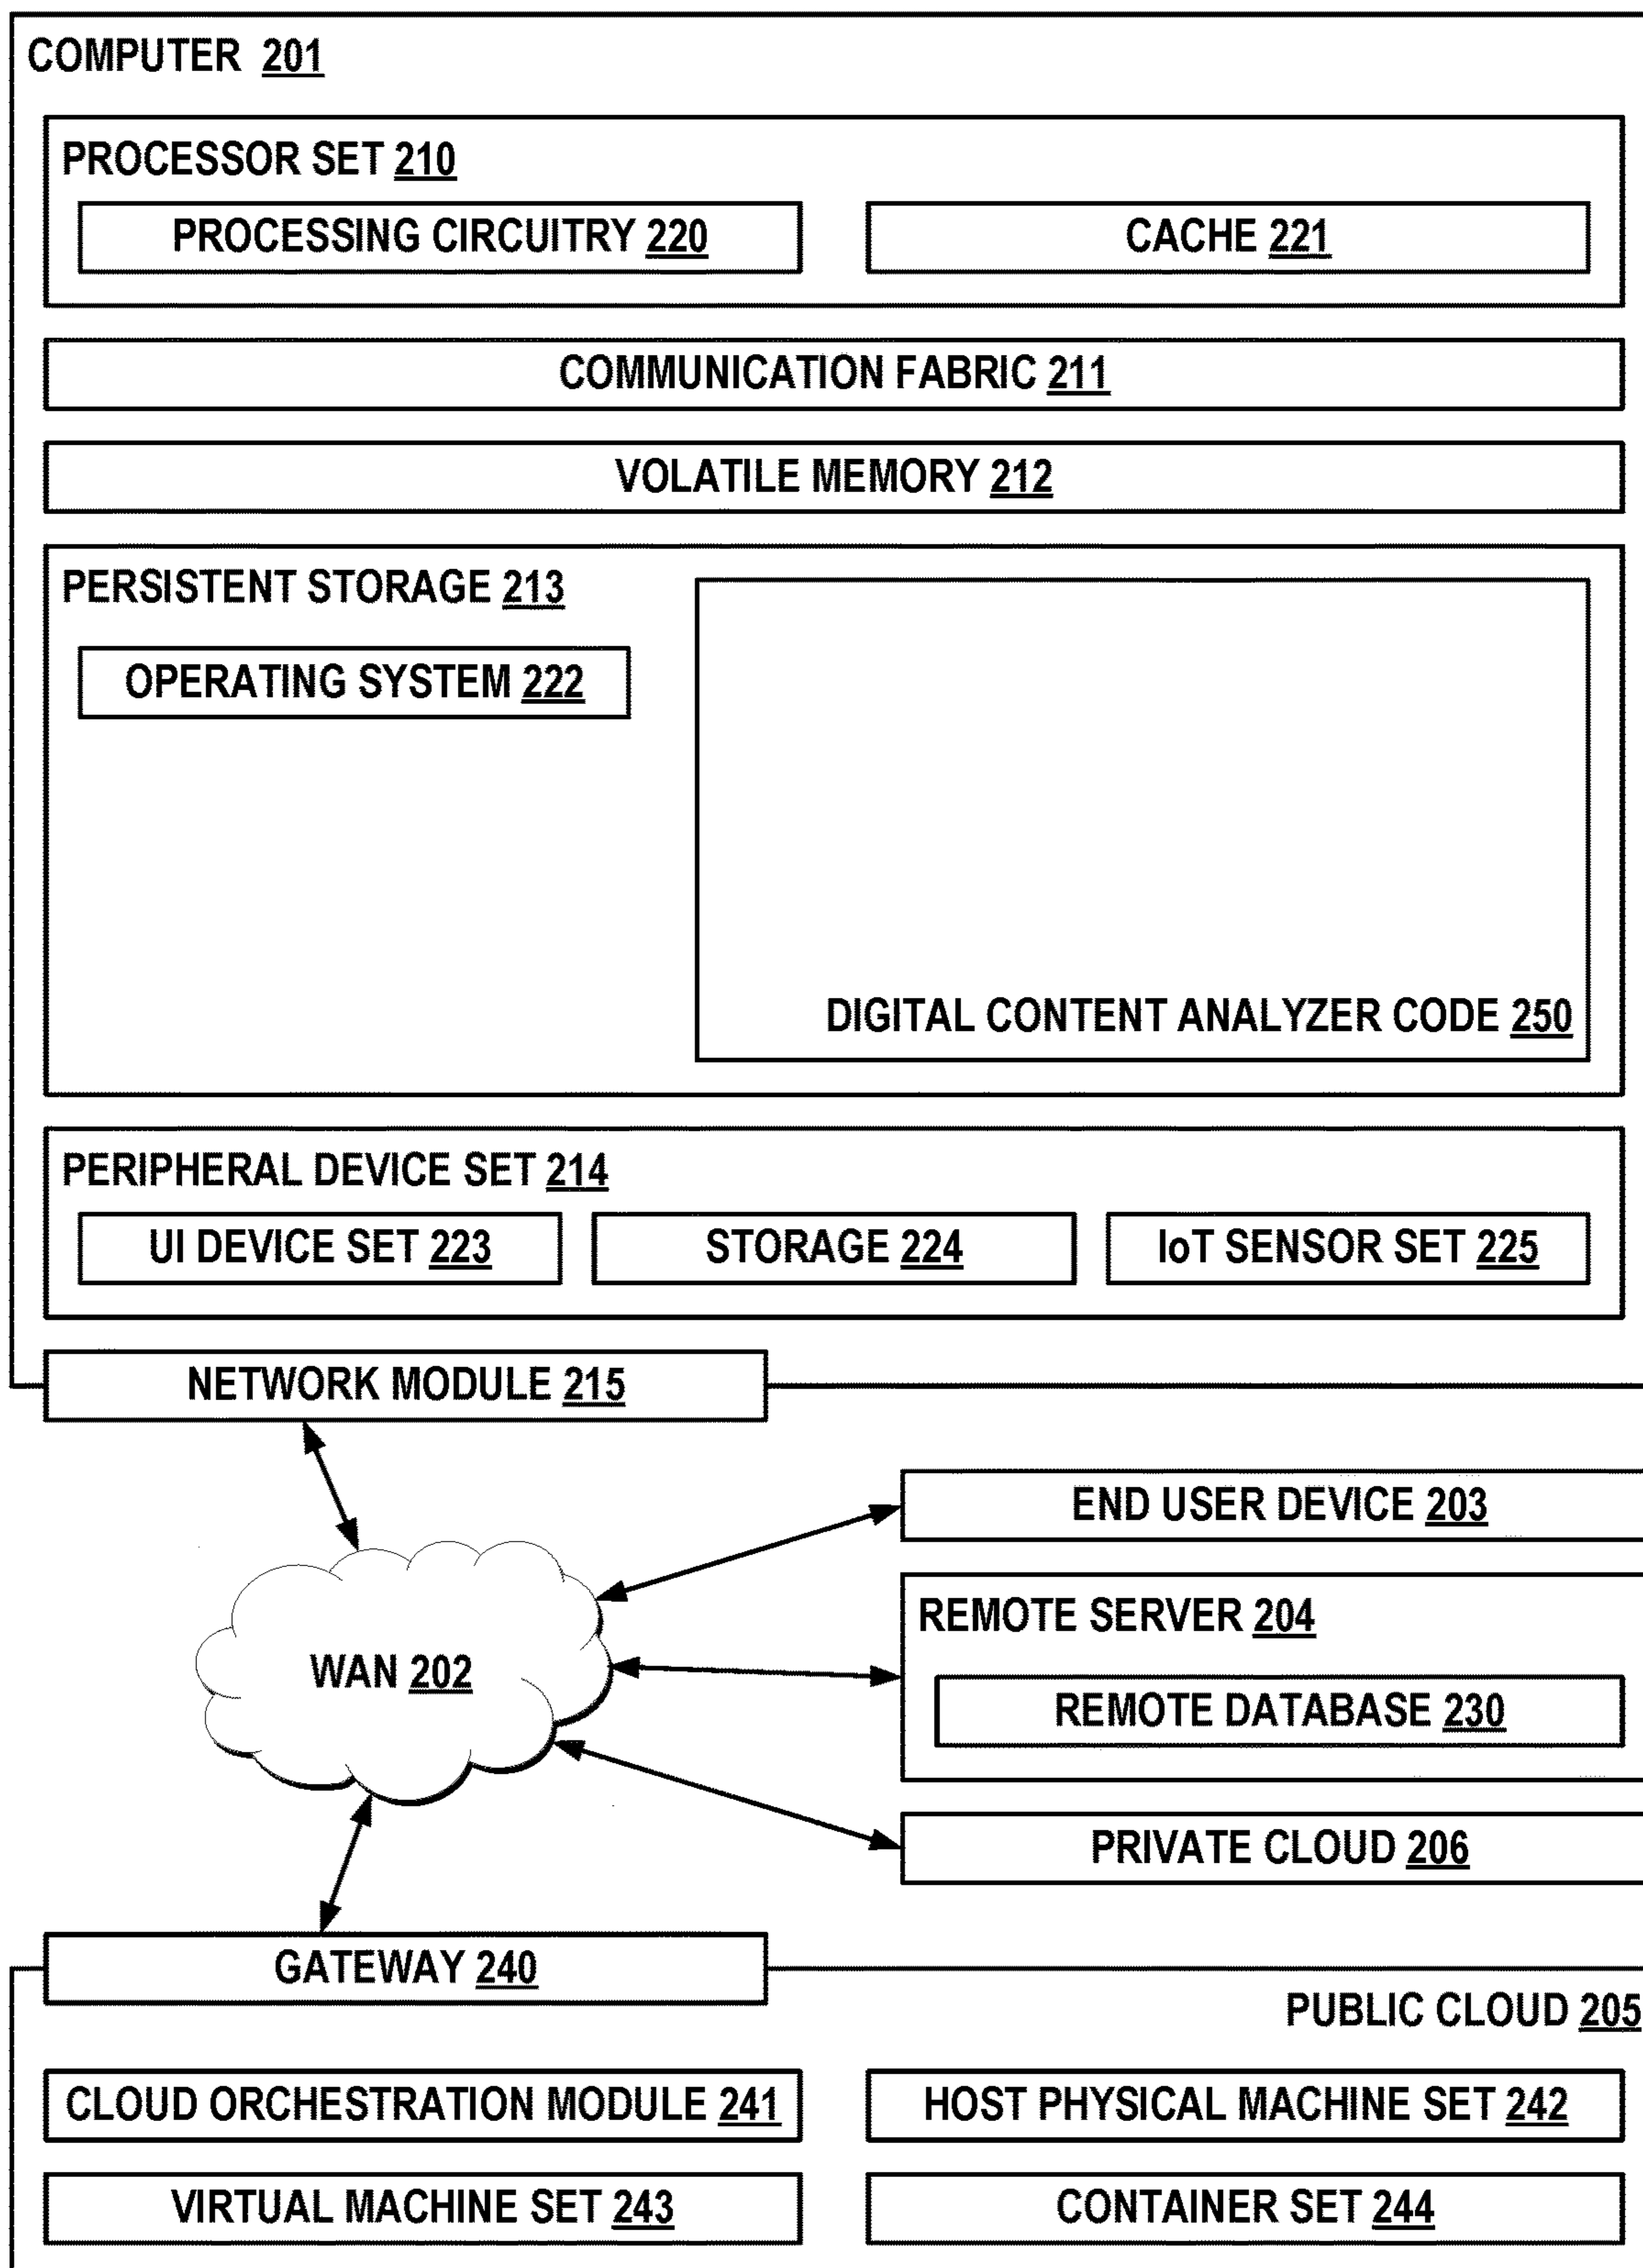 COMPUTER 201
PROCESSOR SET 210
PROCESSING CIRCUITRY 220
CACHE 221
COMMUNICATION FABRIC 211
VOLATILE MEMORY 212
PERSISTENT STORAGE 213
OPERATING SYSTEM 222
DIGITAL CONTENT ANALYZER CODE 250
PERIPHERAL DEVICE SET 214
UI DEVICE SET 223
STORAGE 224
IoT SENSOR SET 225
NETWORK MODULE 215
END USER DEVICE 203
REMOTE SERVER 204
WAN 202
REMOTE DATABASE 230
PRIVATE CLOUD 206
GATEWAY 240
PUBLIC CLOUD 205
CLOUD ORCHESTRATION MODULE 241
HOST PHYSICAL MACHINE SET 242
VIRTUAL MACHINE SET 243
CONTAINER SET 244